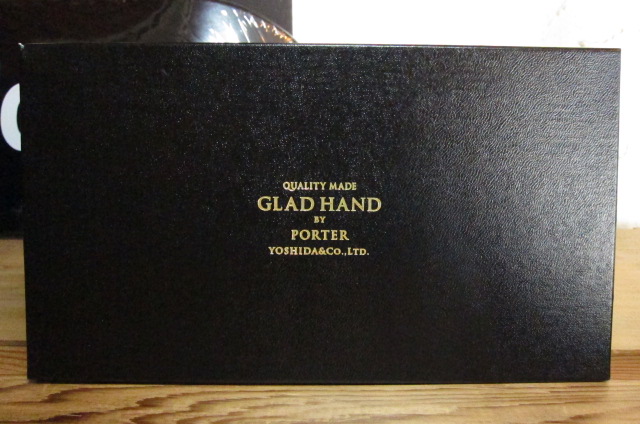 QUALITY MADE
GLAD HAND
BY
PORTER
YOSHIDA&CO.,LTD.